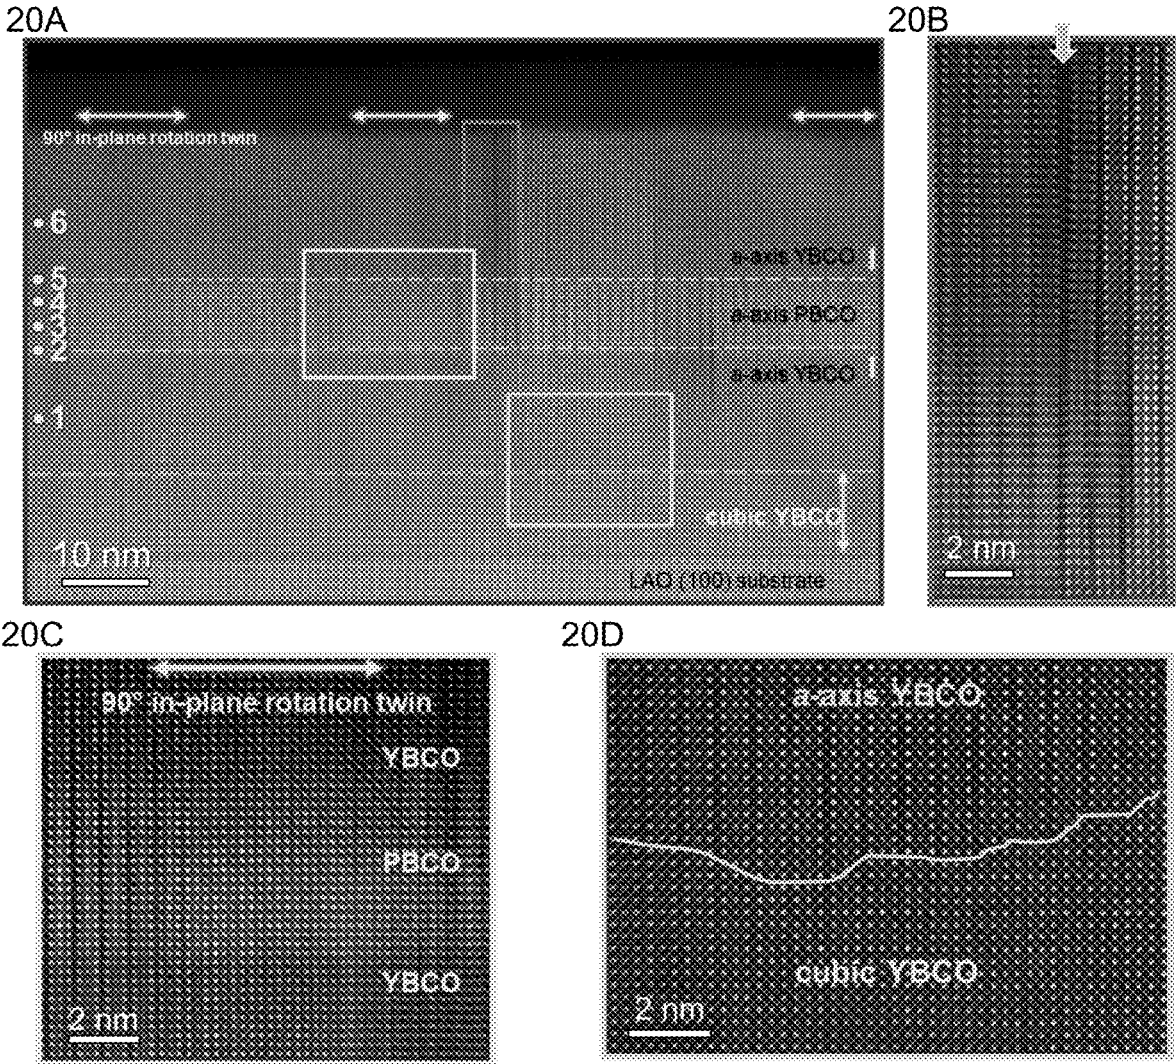 20A
90° in-plane rotation twin
6
5
4
3
2
1
a-axis YBCO
a-axis PBCO
a-axis YBCO
cubic YBCO
LAO (100) substrate
10 nm
20B
2 nm
20C
90° in-plane rotation twin
YBCO
PBCO
YBCO
2 nm
20D
a-axis YBCO
cubic YBCO
2 nm